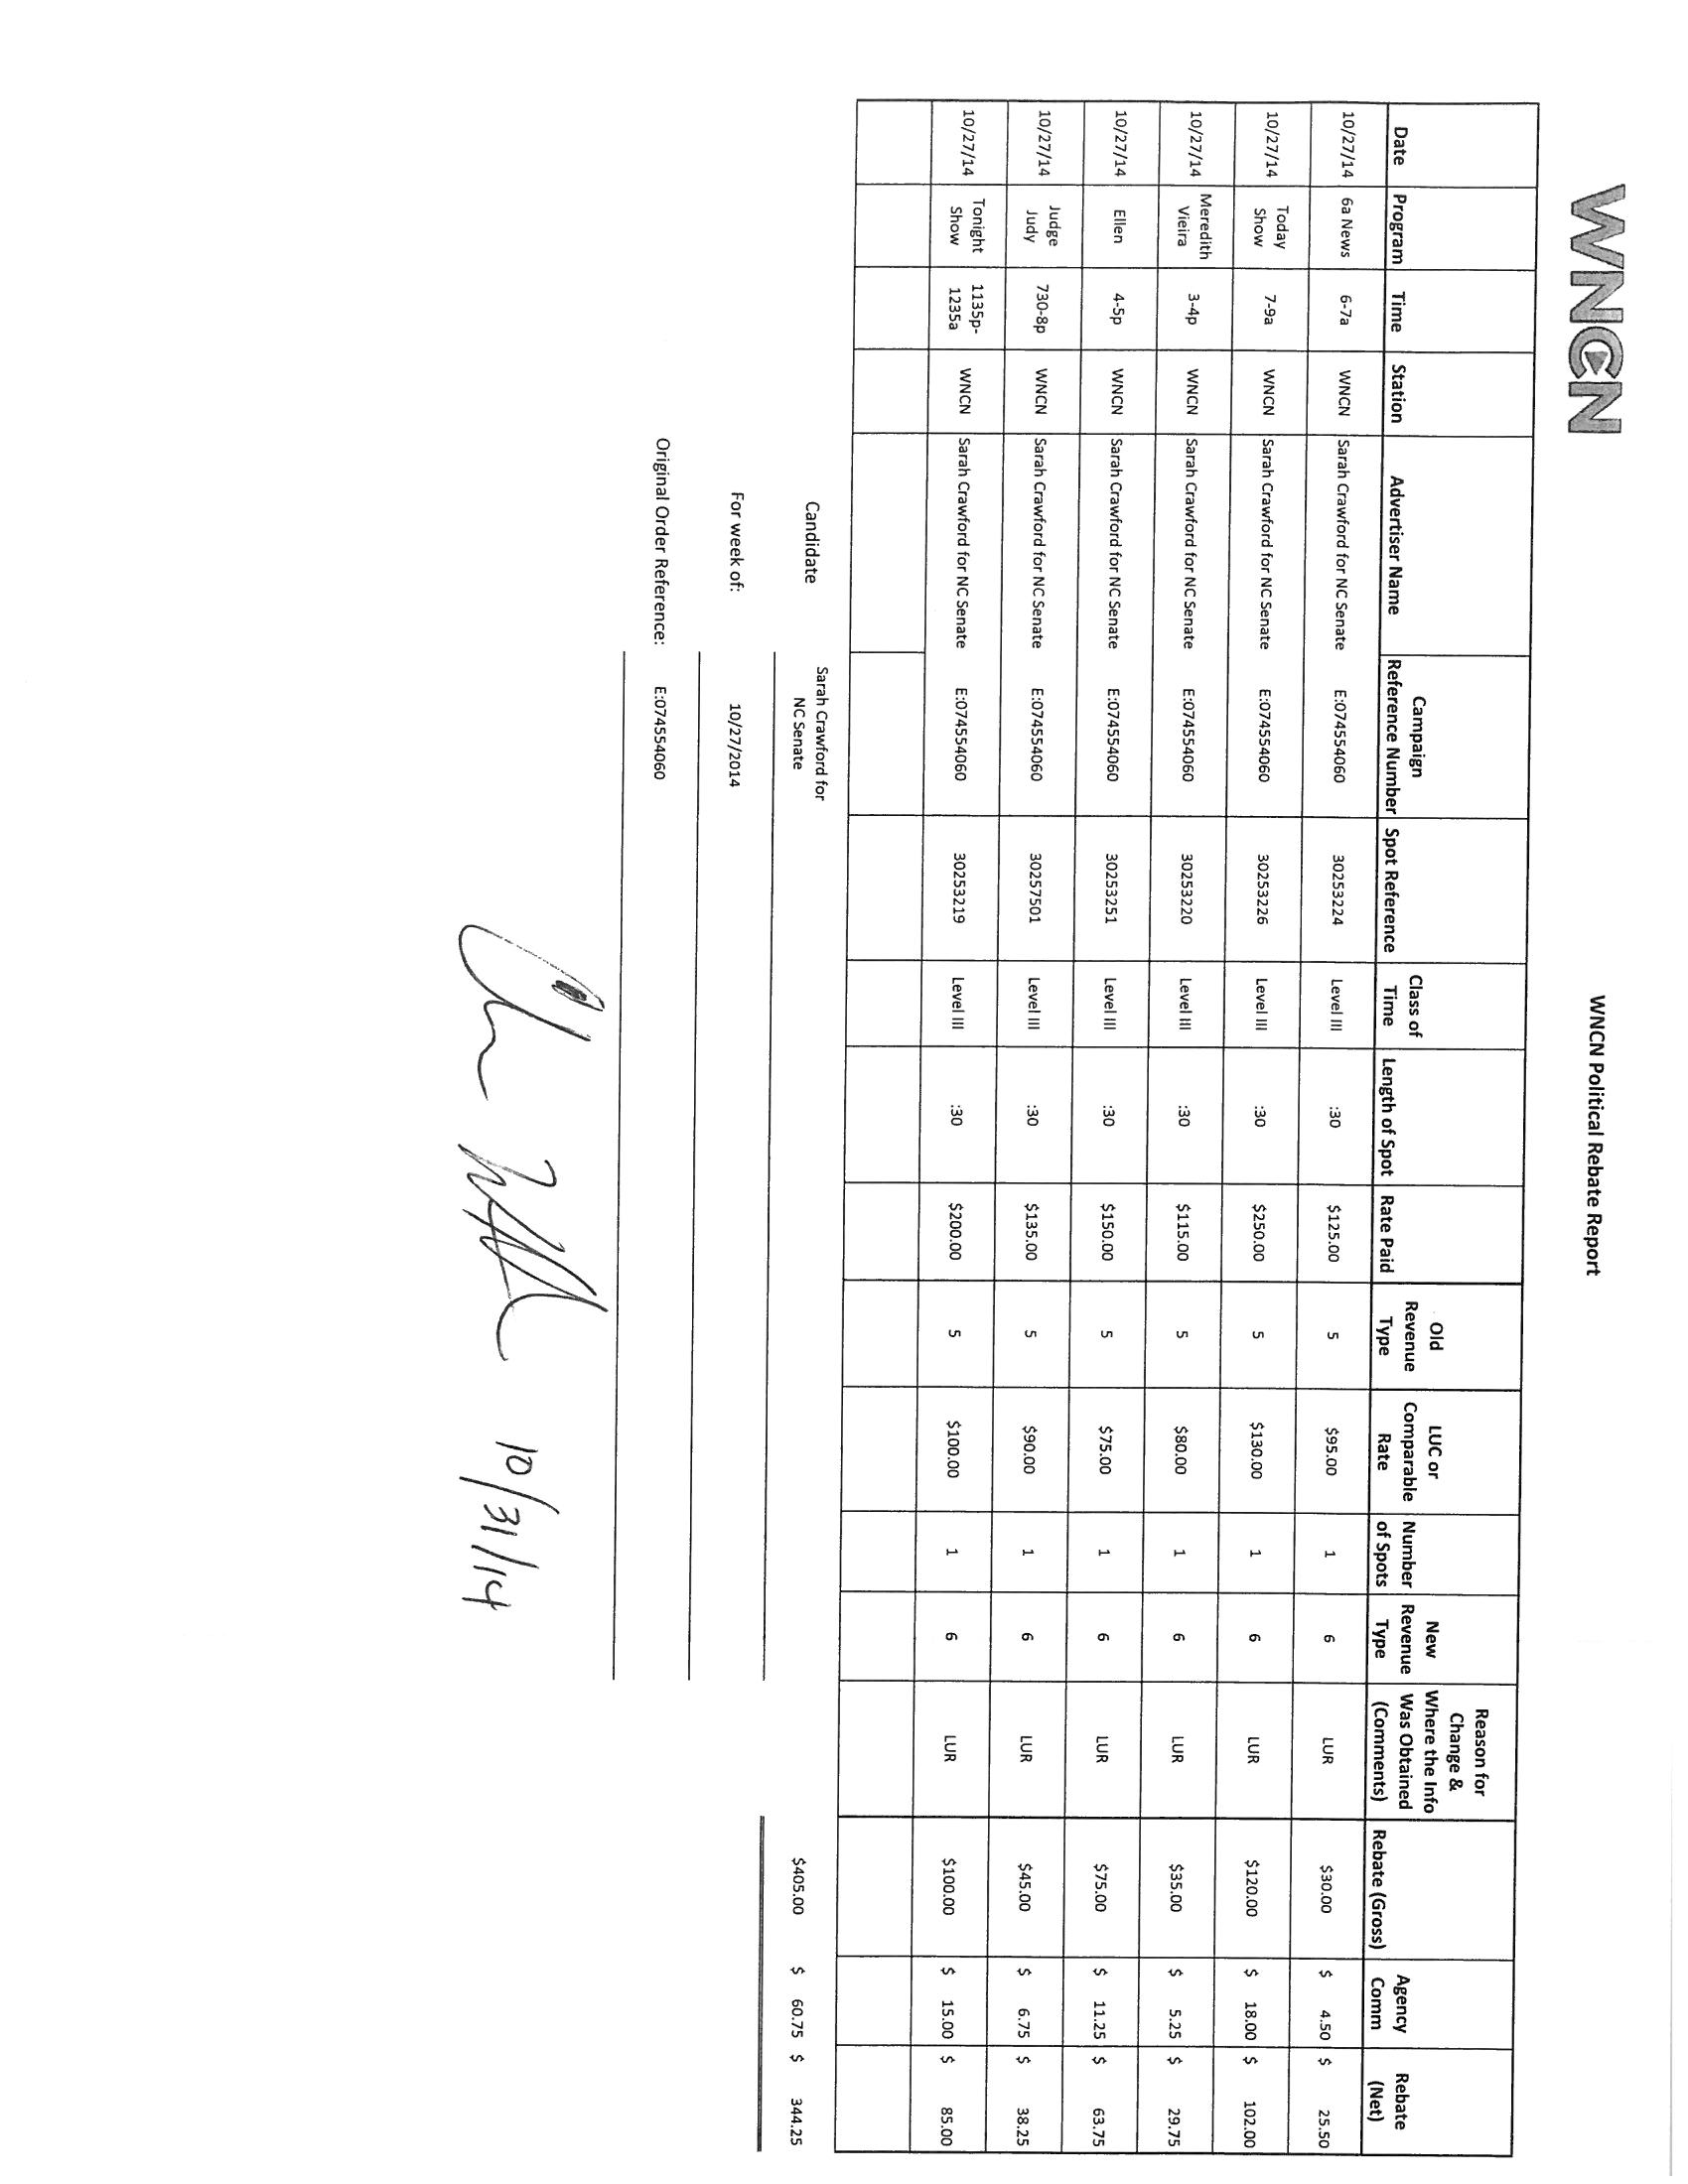 WNCN
WNCN Political Rebate Report
Date Program Time Station Advertiser Name Campaign Reference Number Spot Reference Class of Time Length of Spot Rate Paid Old Revenue Type LUC or Comparable Rate Number of Spots New Revenue Type Reason for Change & Where the Info Was Obtained (Comments) Rebate (Gross) Agency Comm Rebate (Net)
10/27/14 6a News 6-7a WNCN Sarah Crawford for NC Senate E:074554060 30253224 Level III :30 $125.00 5 $95.00 1 6 LUR $30.00 $ 4.50 $ 25.50
10/27/14 Today Show 7-9a WNCN Sarah Crawford for NC Senate E:074554060 30253226 Level III :30 $250.00 5 $130.00 1 6 LUR $120.00 $ 18.00 $ 102.00
10/27/14 Meredith Vieira 3-4p WNCN Sarah Crawford for NC Senate E:074554060 30253220 Level III :30 $115.00 5 $80.00 1 6 LUR $35.00 $ 5.25 $ 29.75
10/27/14 Ellen 4-5p WNCN Sarah Crawford for NC Senate E:074554060 30253251 Level III :30 $150.00 5 $75.00 1 6 LUR $75.00 $ 11.25 $ 63.75
10/27/14 Judge Judy 730-8p WNCN Sarah Crawford for NC Senate E:074554060 30257501 Level III :30 $135.00 5 $90.00 1 6 LUR $45.00 $ 6.75 $ 38.25
10/27/14 Tonight Show 1135p-1235a WNCN Sarah Crawford for NC Senate E:074554060 30253219 Level III :30 $200.00 5 $100.00 1 6 LUR $100.00 $ 15.00 $ 85.00
$405.00 $ 60.75 $ 344.25
Candidate Sarah Crawford for NC Senate
For week of: 10/27/2014
Original Order Reference: E:074554060
10/31/14